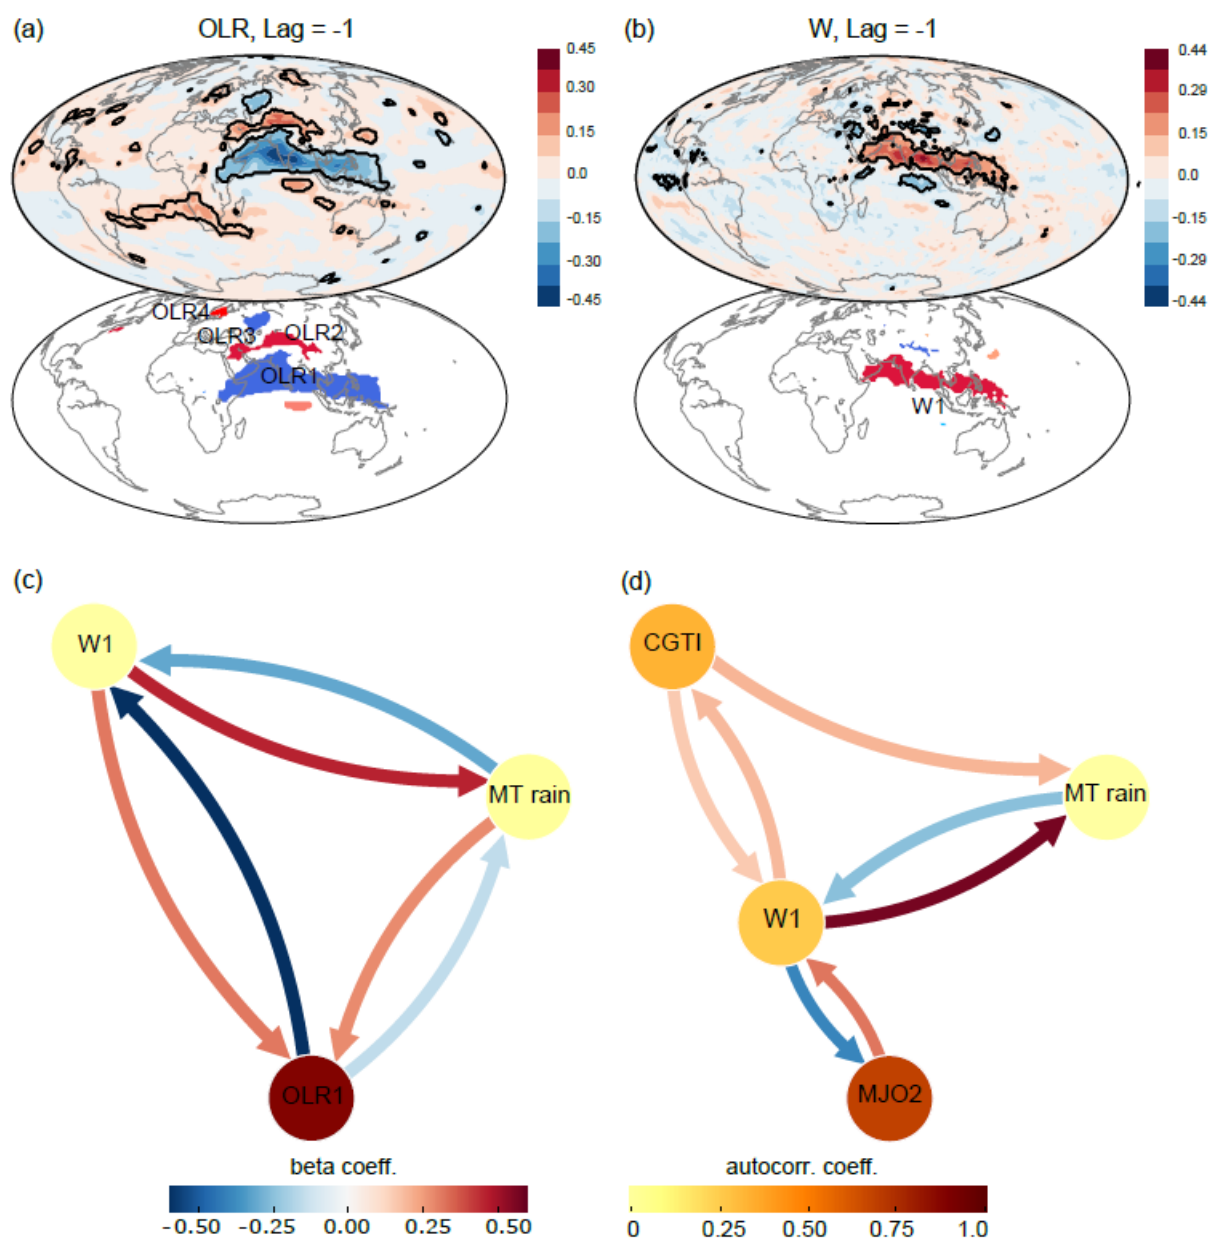 (a) OLR, Lag = -1
0.45
0.30
0.15
0.0
-0.15
-0.30
-0.45
OLR4
OLR3
OLR2
OLR1
(b) W, Lag = -1
0.44
0.29
0.15
0.0
-0.15
-0.29
-0.44
W1
(c)
W1
MT rain
OLR1
(d)
CGTI
MT rain
W1
MJO2
beta coeff.
-0.50 -0.25 0.00 0.25 0.50
autocorr. coeff.
0 0.25 0.50 0.75 1.0